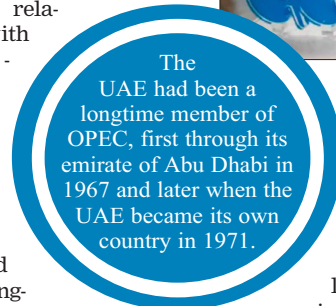 rela-
ith
-
The
UAE had been a
longtime member of
OPEC, first through its
emirate of Abu Dhabi in
1967 and later when the
UAE became its own
country in 1971.
ng-